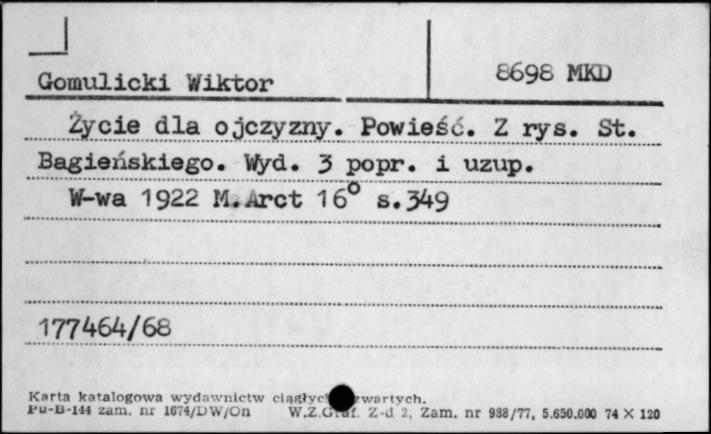 8698 MKD
Gomulicki Wiktor
Życie dla ojczyzny. Powieść. Z rys. St.
Bagieńskiego. Wyd. 3 popr. i uzup.
W-wa 1922 M.Arct 16° s.349
177464/68
Karta katalogowa wydawnictw ciągłych zwartych.
Pu-B-144 zam. nr 1674/DW/On W.Z.Graf. Z-d 2, Zam. nr 988/77, 5.650.000 74 X 120